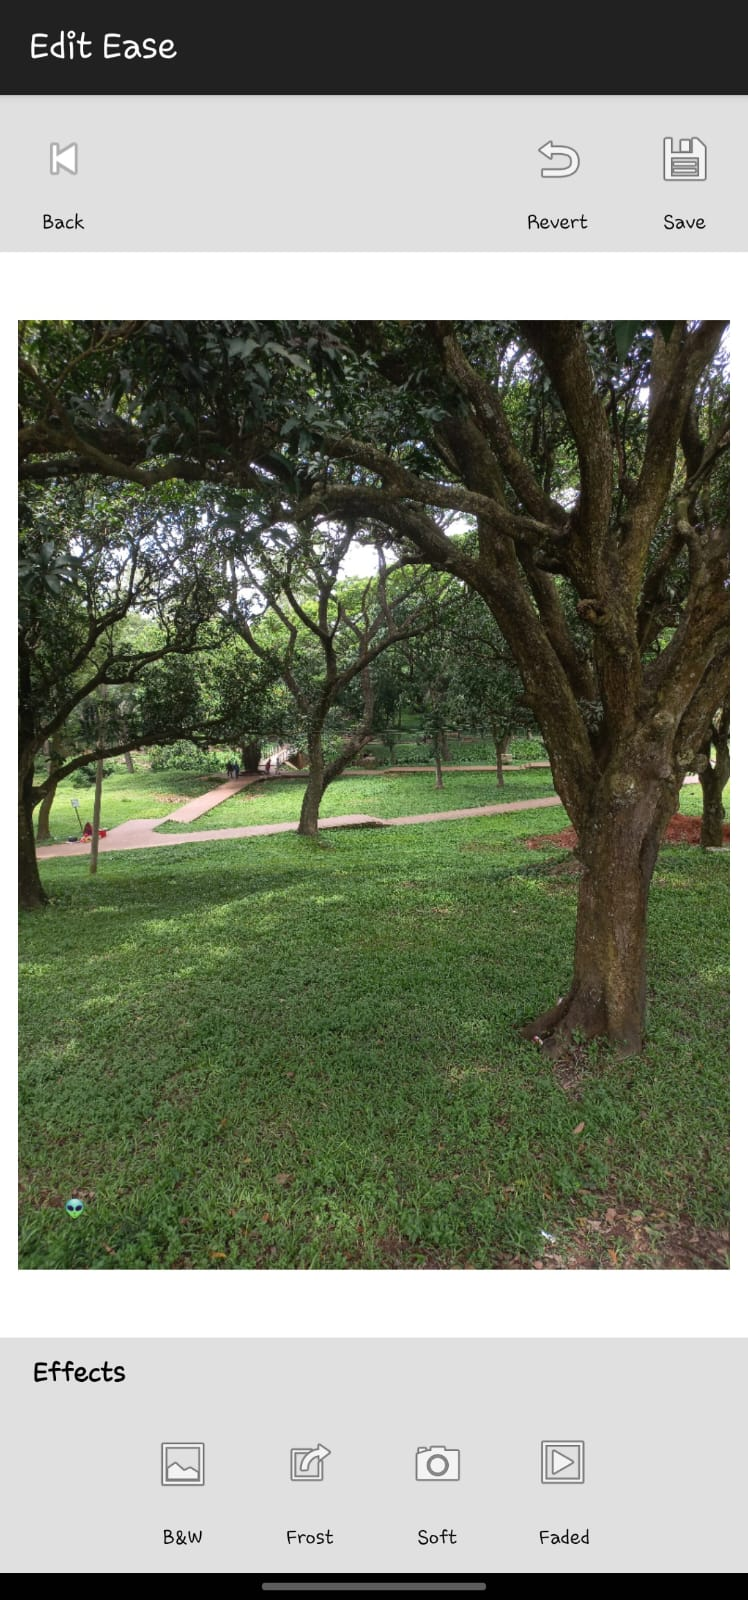 Edit Ease
Back
Revert
Save
Effects
B&W
Frost
Soft
Faded